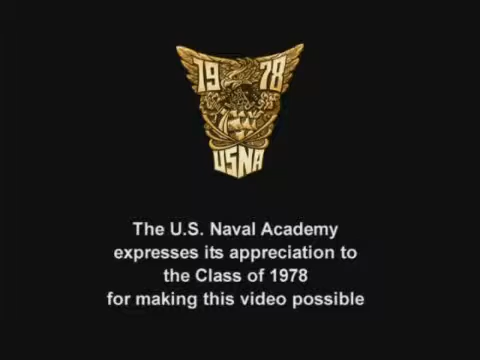 19 78
USNA
The U.S. Naval Academy
expresses its appreciation to
the Class of 1978
for making this video possible